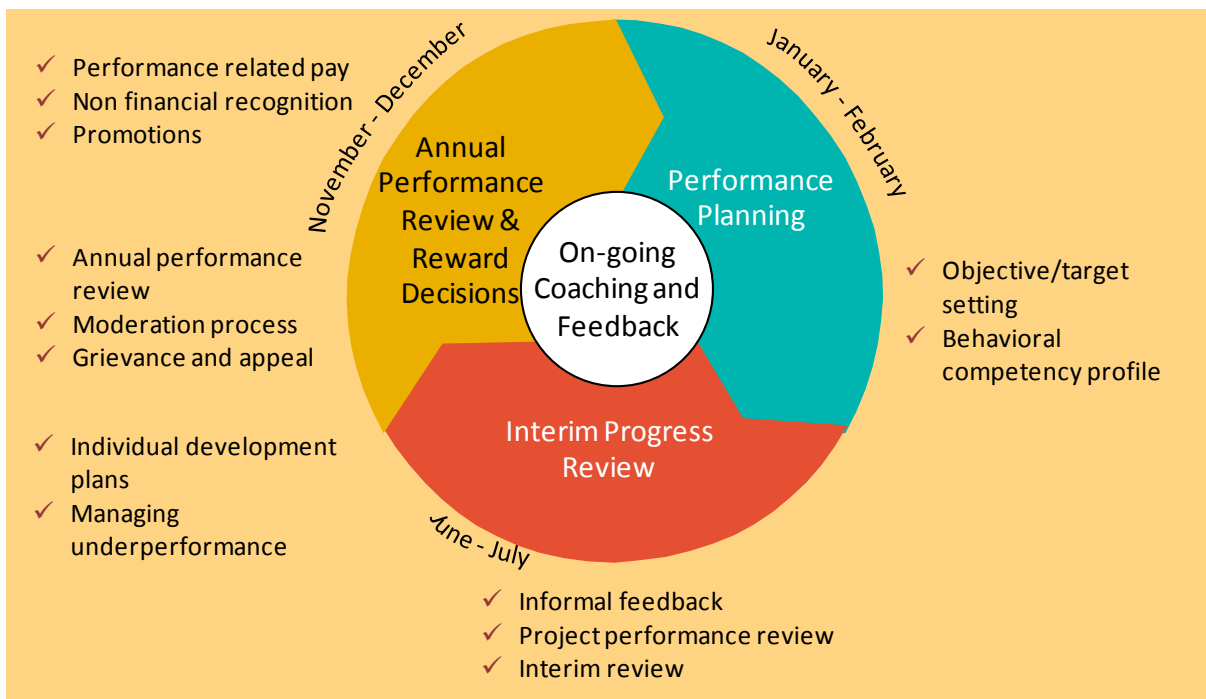 November - December
January - February
✓ Performance related pay
✓ Non financial recognition
✓ Promotions
Annual
Performance
Review &
Reward
Decisions
Performance
Planning
On-going
Coaching and
Feedback
✓ Annual performance
review
✓ Moderation process
✓ Grievance and appeal
✓ Objective/target
setting
✓ Behavioral
competency profile
Interim Progress
Review
✓ Individual development
plans
✓ Managing
underperformance
June - July
✓ Informal feedback
✓ Project performance review
✓ Interim review